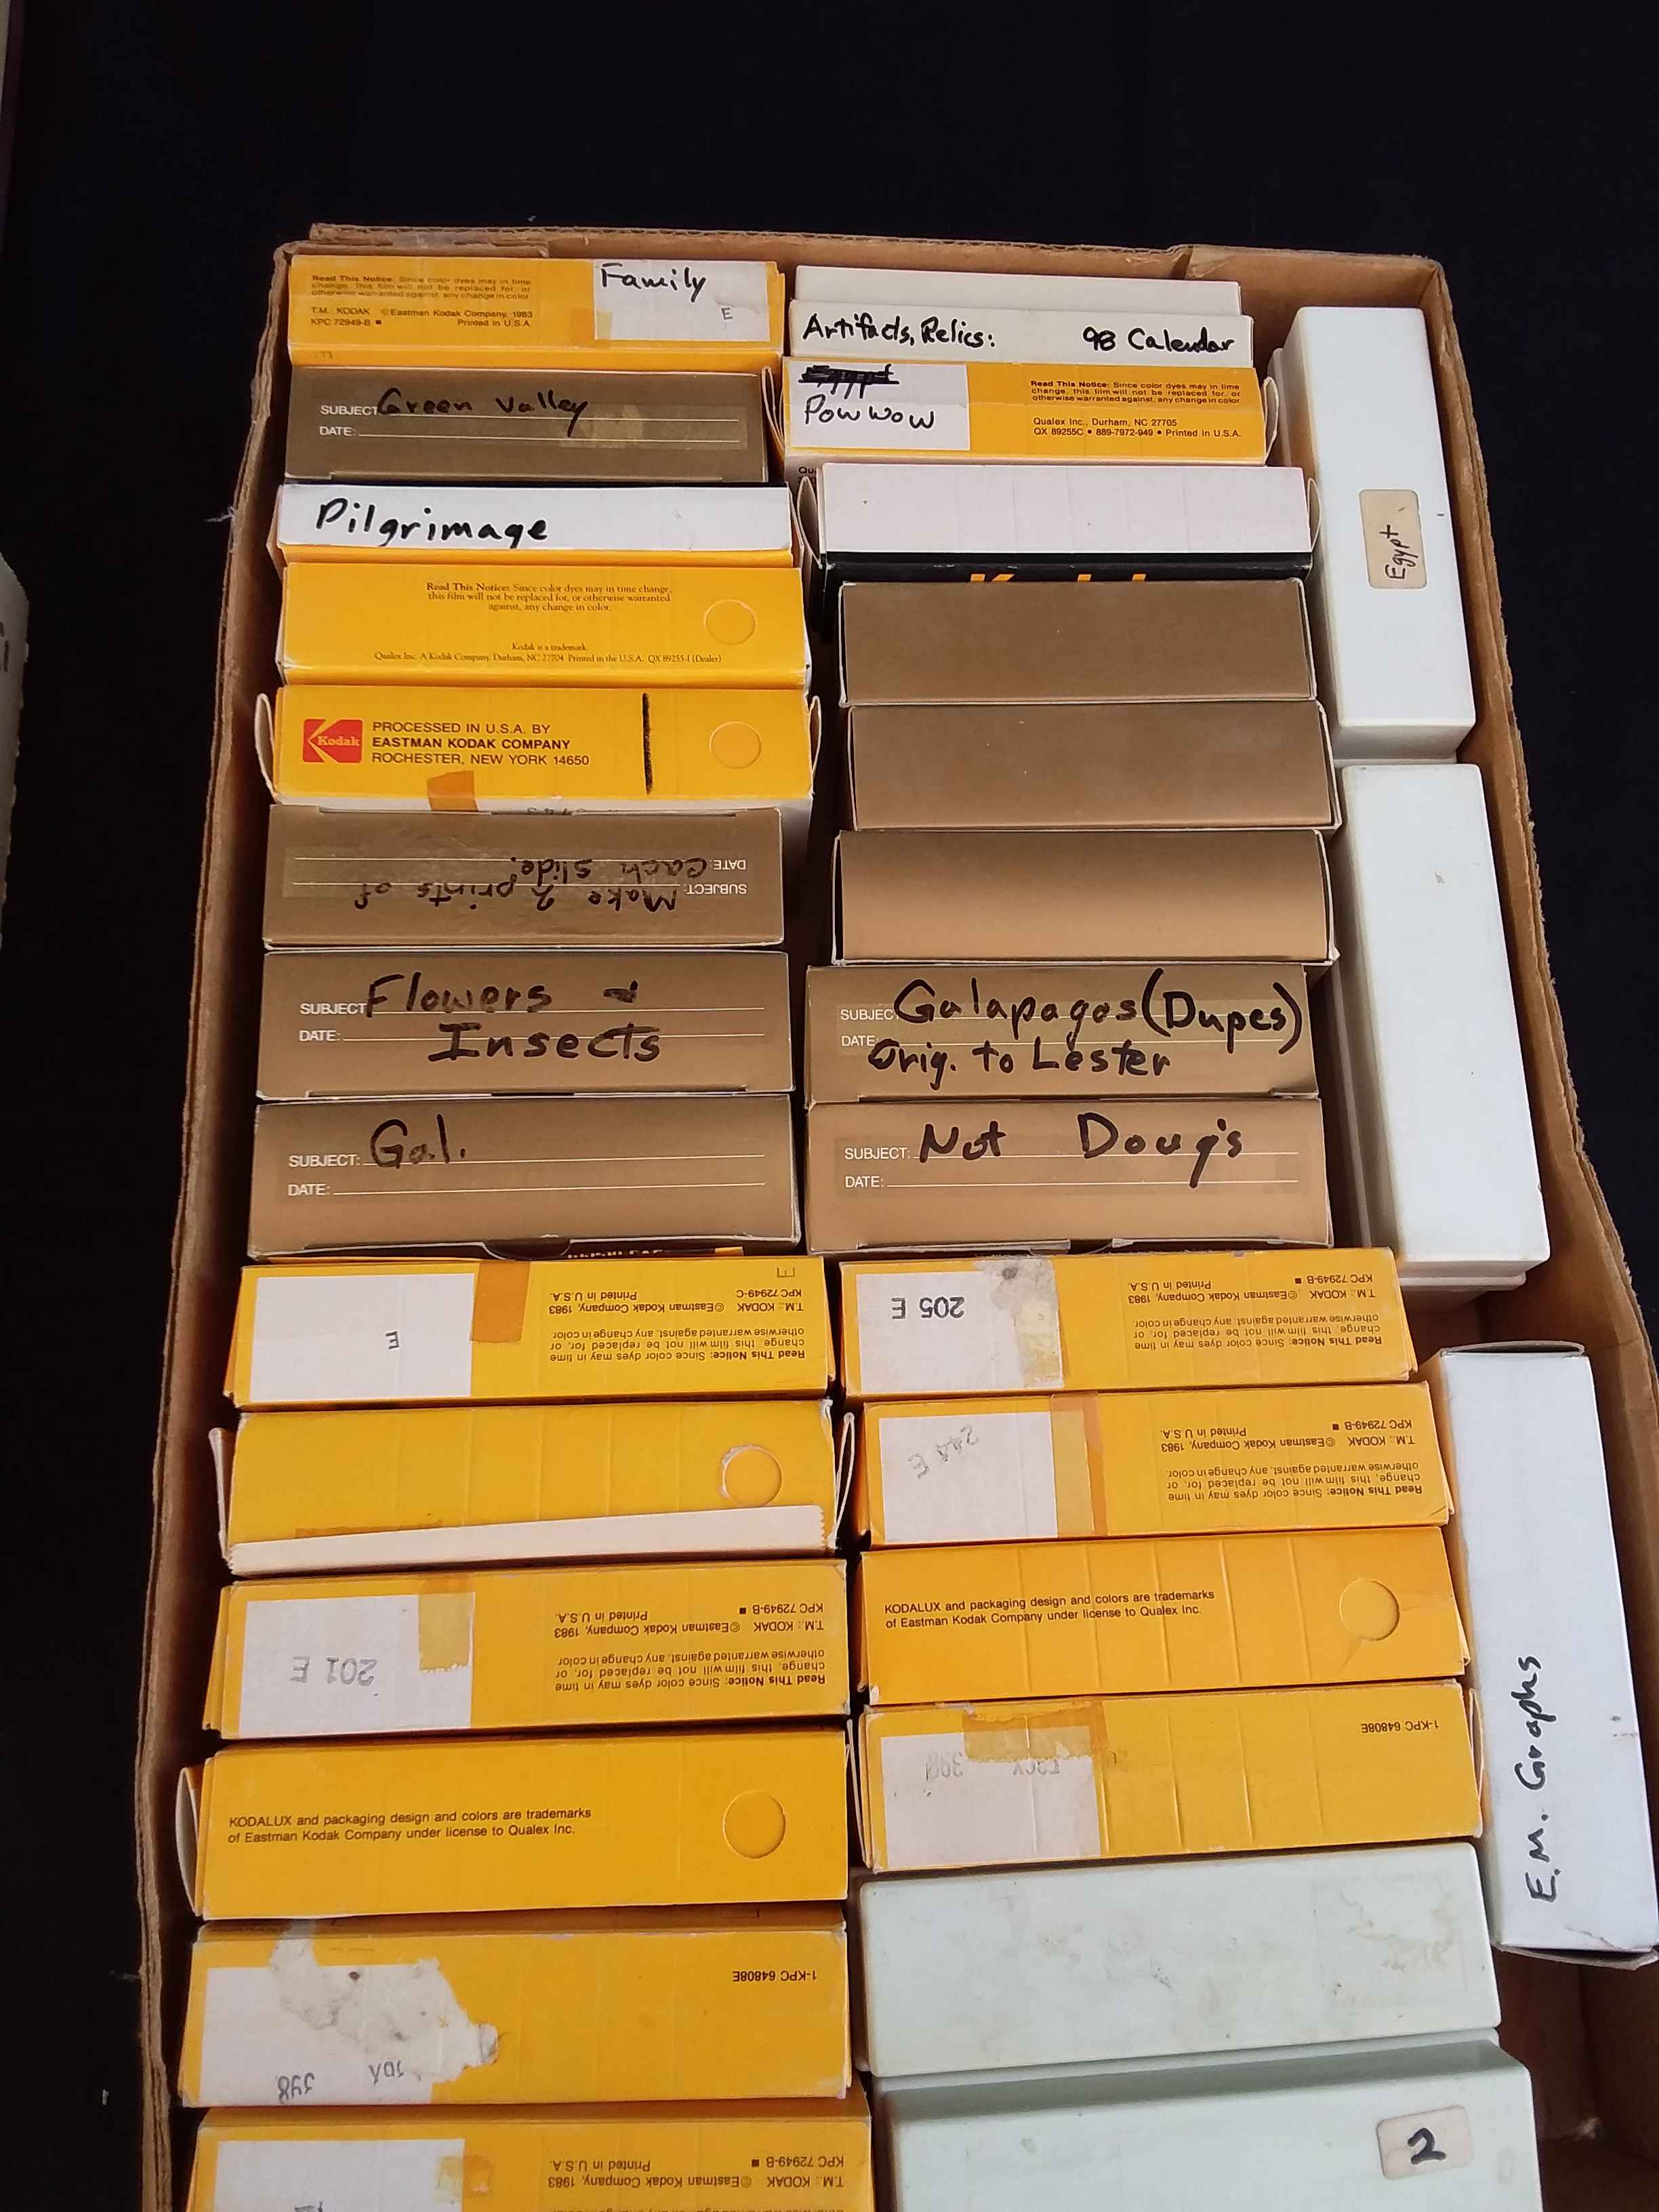 Read This Notice: Since color dyes may in time
change, this film will not be replaced for, or
otherwise warranted against, any change in color.
T.M.: KODAK ©Eastman Kodak Company, 1983
KPC 72949-B ■ Printed in U.S.A.
Family
E
SUBJECT: Green Valley
DATE:
Pilgrimage
Read This Notice: Since color dyes may in time change,
this film will not be replaced for, or otherwise warranted
against, any change in color.
Kodak is a trademark.
Qualex Inc. A Kodak Company, Durham, NC 27704 Printed in the U.S.A. QX 89255-1 (Dealer)
Kodak
PROCESSED IN U.S.A. BY
EASTMAN KODAK COMPANY
ROCHESTER, NEW YORK 14650
SUBJECT: Make 2 prints of
DATE: each slide.
SUBJECT: Flowers &
DATE: Insects
SUBJECT: Gal.
DATE:
Read This Notice: Since color dyes may in time
change, this film will not be replaced for, or
otherwise warranted against, any change in color.
T.M.: KODAK ©Eastman Kodak Company, 1983
KPC 72949-C Printed in U.S.A.
E
Read This Notice: Since color dyes may in time
change, this film will not be replaced for, or
otherwise warranted against, any change in color.
T.M.: KODAK ©Eastman Kodak Company, 1983
KPC 72949-B ■ Printed in U.S.A.
201 E
KODALUX and packaging design and colors are trademarks
of Eastman Kodak Company under license to Qualex Inc.
1-KPC 64808E
398
T.M.: KODAK ©Eastman Kodak Company, 1983
KPC 72949-B ■ Printed in U.S.A.
Artifacts, Relics: 98 Calendar
Egypt
Pow wow
Read This Notice: Since color dyes may in time
change, this film will not be replaced for, or
otherwise warranted against, any change in color.
Qualex Inc., Durham, NC 27705
QX 89255C • 889-7972-949 • Printed in U.S.A.
Kodak
SUBJECT: Galapagos (Dupes)
DATE: Orig. to Lester
SUBJECT: Not Doug's
DATE:
Read This Notice: Since color dyes may in time
change, this film will not be replaced for, or
otherwise warranted against, any change in color.
T.M.: KODAK ©Eastman Kodak Company, 1983
KPC 72949-B ■ Printed in U.S.A.
205 E
Read This Notice: Since color dyes may in time
change, this film will not be replaced for, or
otherwise warranted against, any change in color.
T.M.: KODAK ©Eastman Kodak Company, 1983
KPC 72949-B ■ Printed in U.S.A.
244 E
KODALUX and packaging design and colors are trademarks
of Eastman Kodak Company under license to Qualex Inc.
1-KPC 64808E
398
2
Egypt
E.M. Graphs